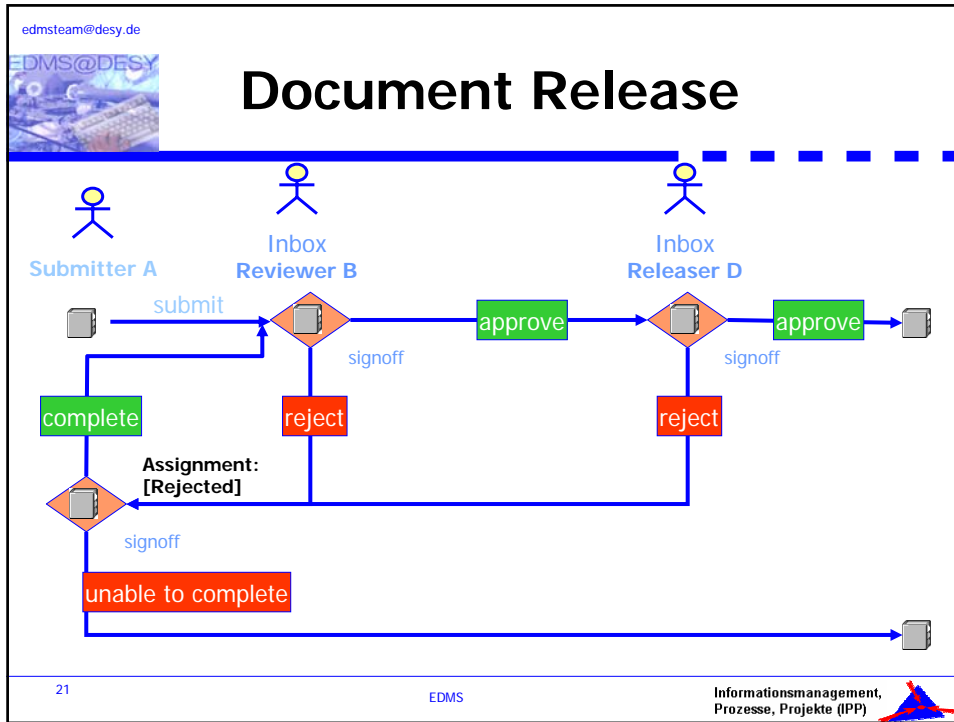 edmsteam@desy.de
EDMS@DESY
Document Release
Submitter A
Inbox
Reviewer B
Inbox
Releaser D
submit
approve
approve
signoff
signoff
complete
reject
reject
Assignment:
[Rejected]
signoff
unable to complete
21
EDMS
Informationsmanagement,
Prozesse, Projekte (IPP)